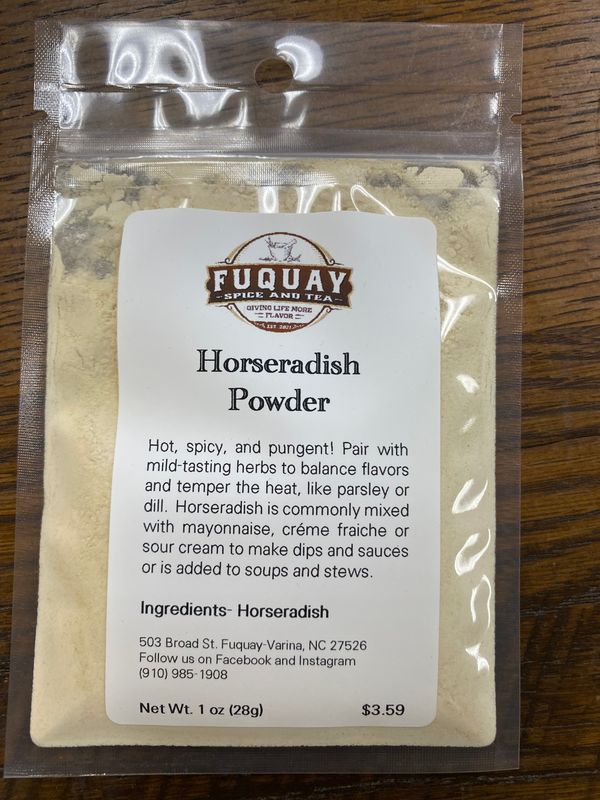 FUQUAY
SPICE AND TEA
GIVING LIFE MORE
FLAVOR
EST 2021
Horseradish
Powder
Hot, spicy, and pungent! Pair with
mild-tasting herbs to balance flavors
and temper the heat, like parsley or
dill. Horseradish is commonly mixed
with mayonnaise, créme fraiche or
sour cream to make dips and sauces
or is added to soups and stews.
Ingredients- Horseradish
503 Broad St. Fuquay-Varina, NC 27526
Follow us on Facebook and Instagram
(910) 985-1908
Net Wt. 1 oz (28g) $3.59